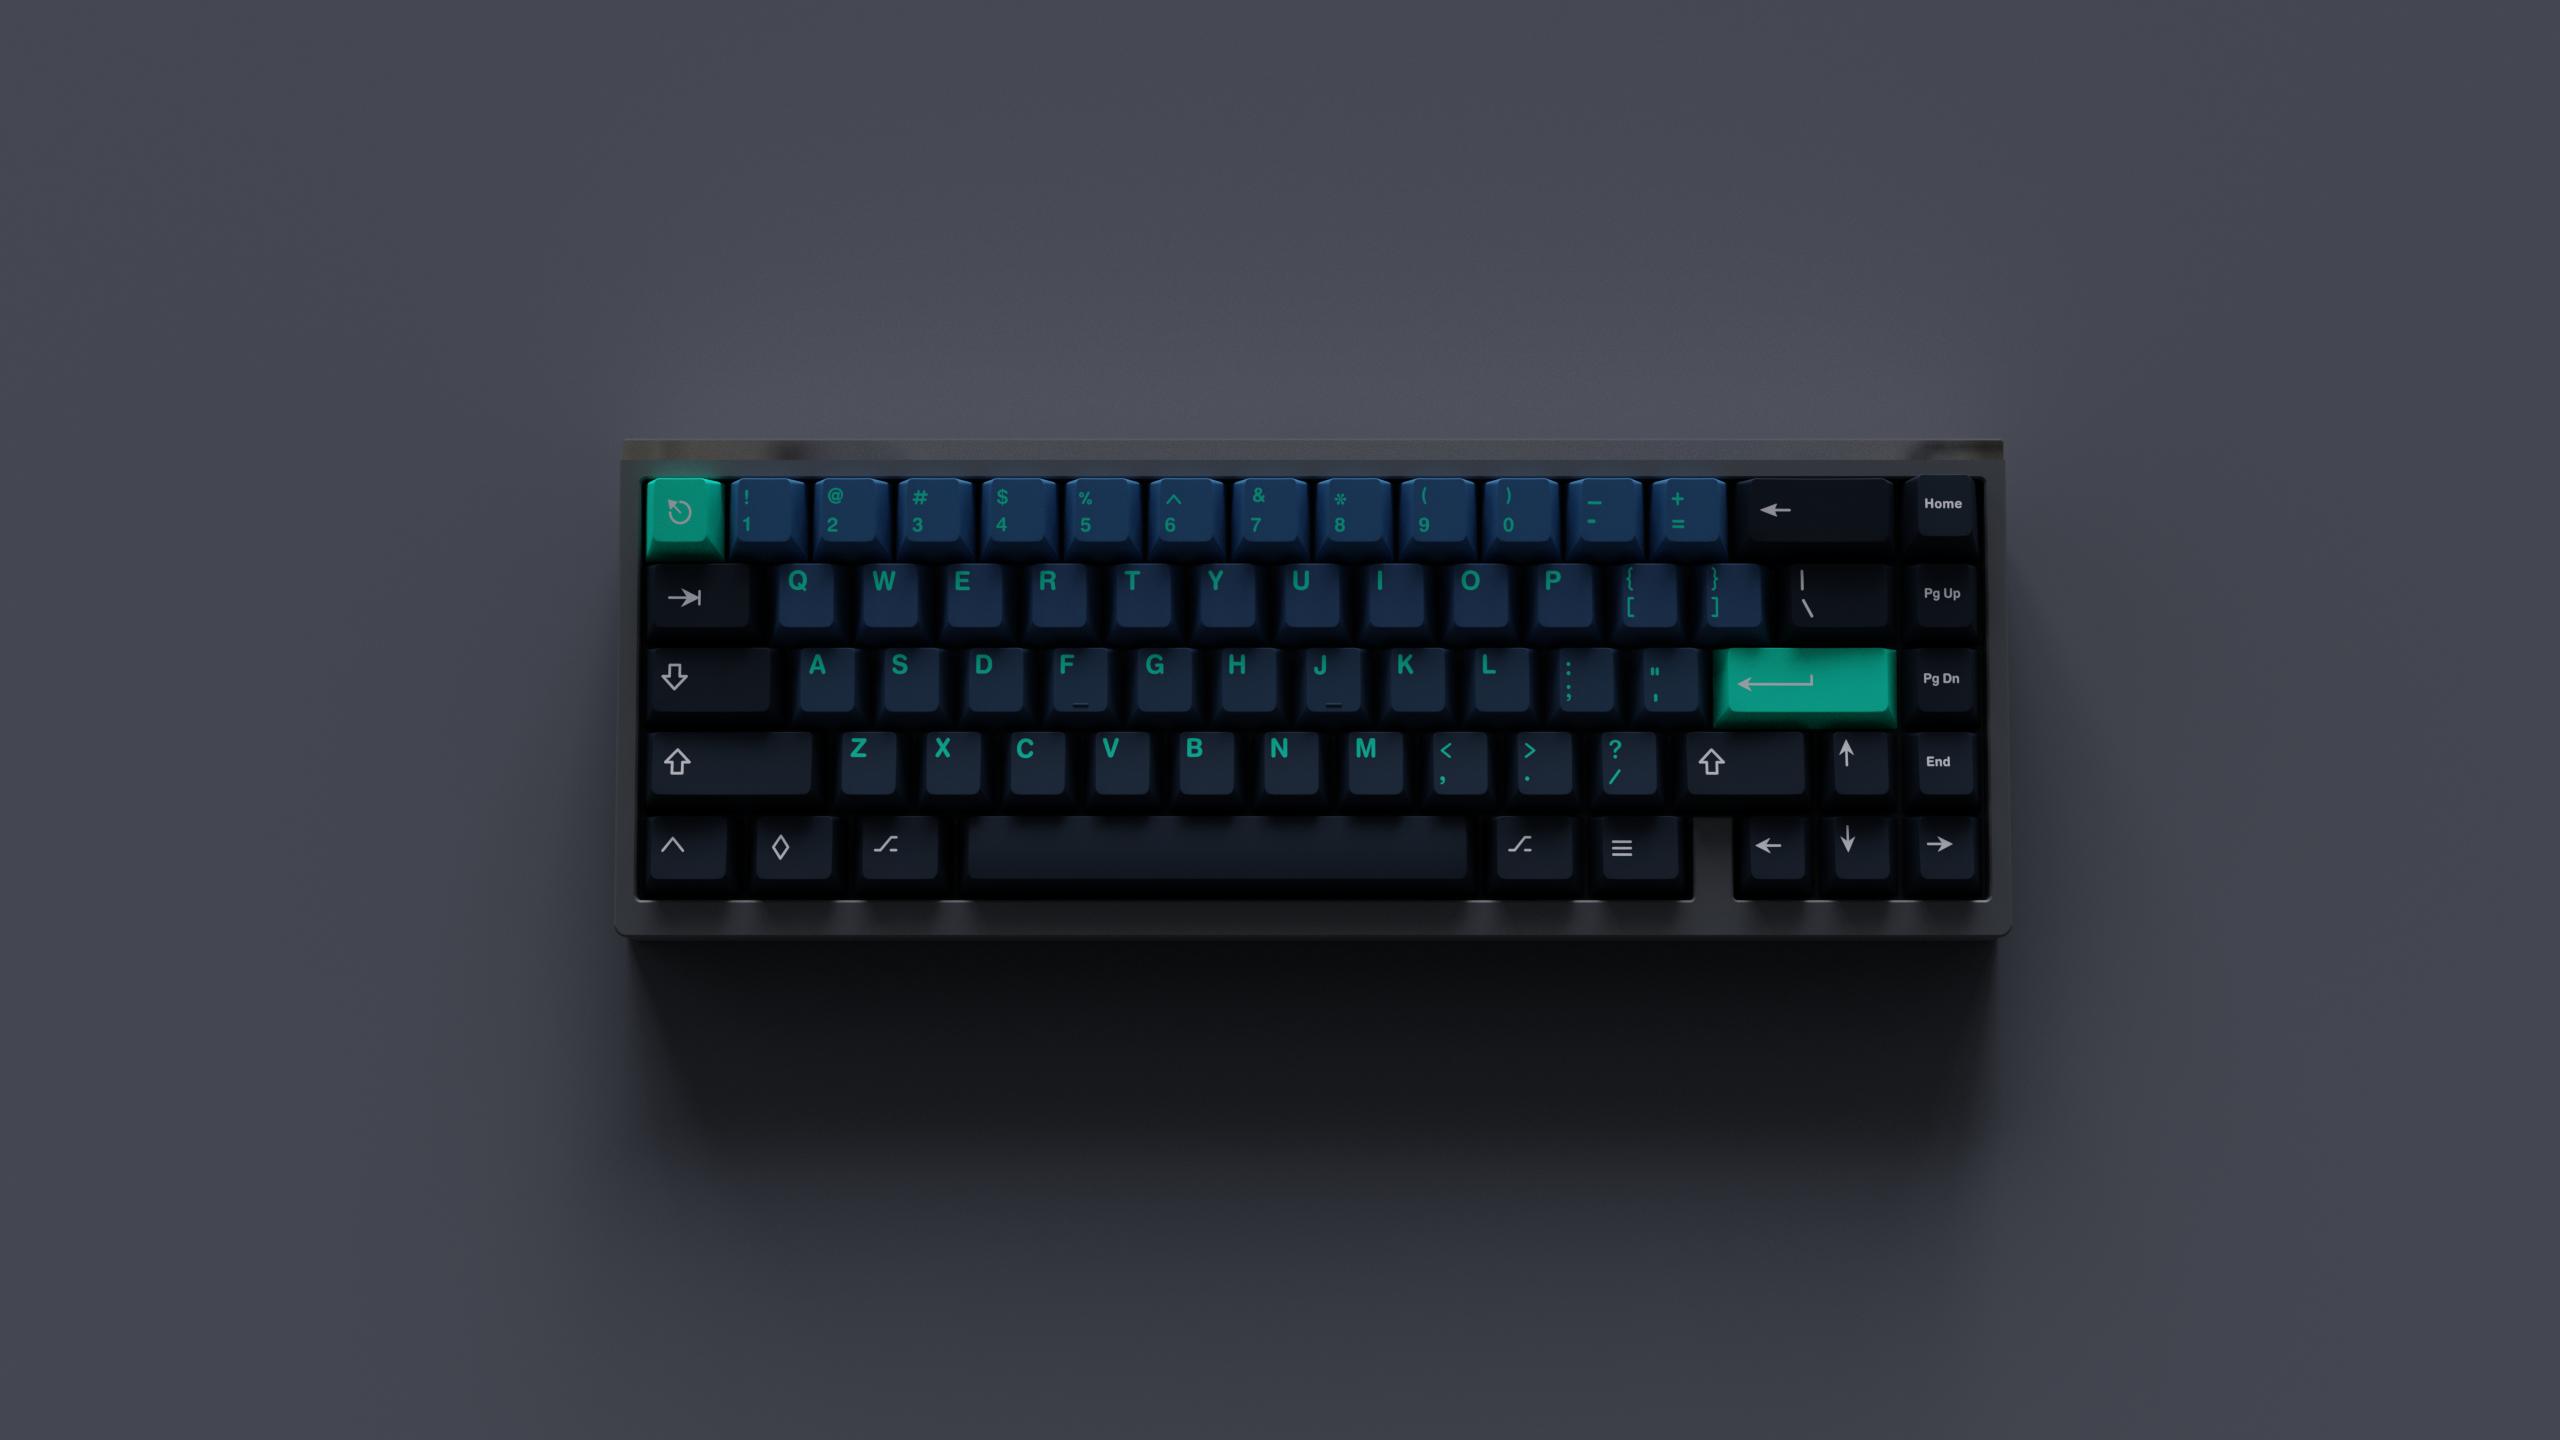 ! @ # $ % ^ & * ( ) _ +
1 2 3 4 5 6 7 8 9 0 - = Home
Q W E R T Y U I O P { } |
[ ] \ Pg Up
A S D F G H J K L : "
; ' Pg Dn
Z X C V B N M < > ?
, . / End